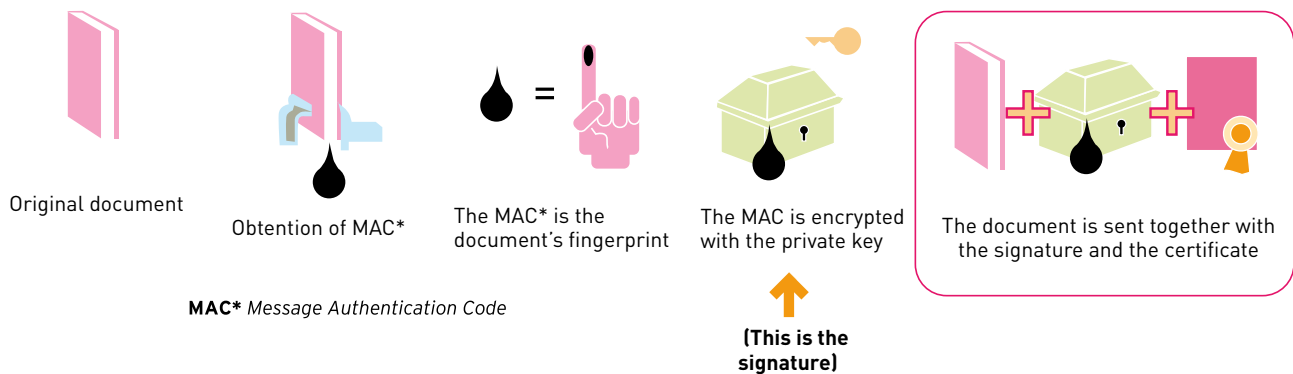 Original document
Obtention of MAC*
=
The MAC* is the
document's fingerprint
The MAC is encrypted
with the private key
The document is sent together with
the signature and the certificate
MAC* Message Authentication Code
(This is the
signature)